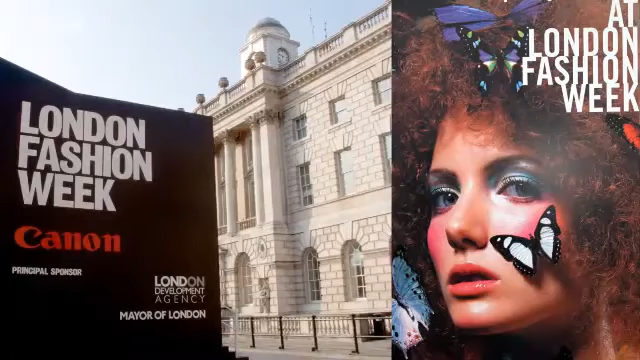 LONDON
FASHION
WEEK
Canon
PRINCIPAL SPONSOR
LONDON
DEVELOPMENT
AGENCY
MAYOR OF LONDON
AT
LONDON
FASHION
WEEK